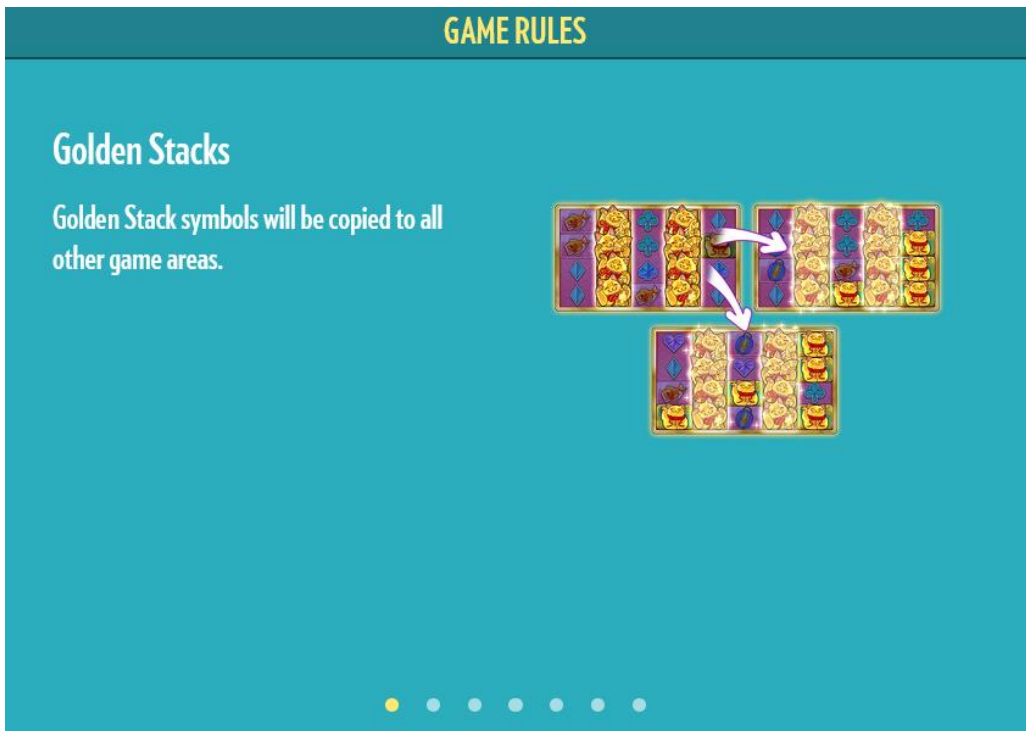 GAME RULES
Golden Stacks
Golden Stack symbols will be copied to all
other game areas.